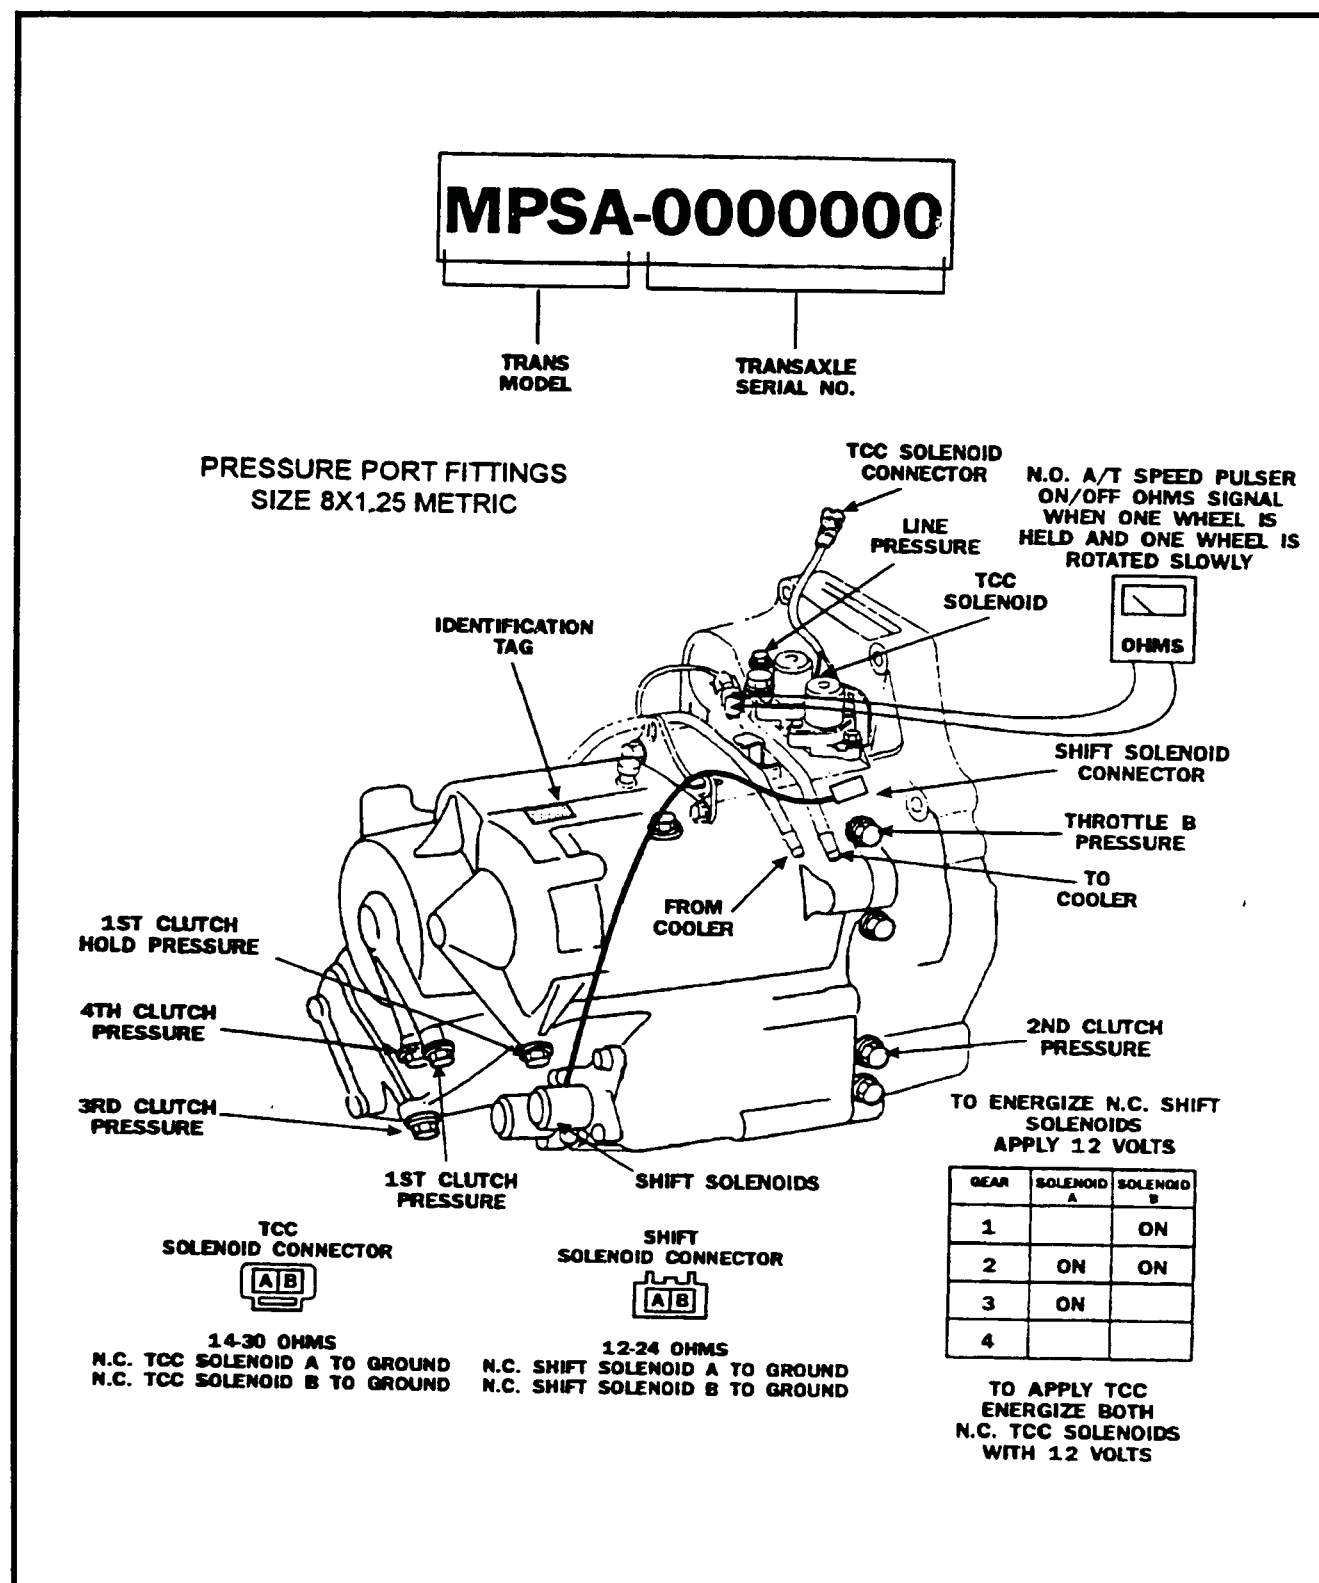 MPSA-0000000
TRANS
MODEL
TRANSAXLE
SERIAL NO.
PRESSURE PORT FITTINGS
SIZE 8X1.25 METRIC
TCC SOLENOID
CONNECTOR
N.O. A/T SPEED PULSER
ON/OFF OHMS SIGNAL
WHEN ONE WHEEL IS
HELD AND ONE WHEEL IS
ROTATED SLOWLY
LINE
PRESSURE
TCC
SOLENOID
OHMS
IDENTIFICATION
TAG
SHIFT SOLENOID
CONNECTOR
THROTTLE B
PRESSURE
TO
COOLER
FROM
COOLER
1ST CLUTCH
HOLD PRESSURE
4TH CLUTCH
PRESSURE
2ND CLUTCH
PRESSURE
3RD CLUTCH
PRESSURE
1ST CLUTCH
PRESSURE
SHIFT SOLENOIDS
TO ENERGIZE N.C. SHIFT
SOLENOIDS
APPLY 12 VOLTS
GEAR SOLENOID A SOLENOID B
1 ON
2 ON ON
3 ON
4
TCC
SOLENOID CONNECTOR
A B
14-30 OHMS
N.C. TCC SOLENOID A TO GROUND
N.C. TCC SOLENOID B TO GROUND
SHIFT
SOLENOID CONNECTOR
A B
12-24 OHMS
N.C. SHIFT SOLENOID A TO GROUND
N.C. SHIFT SOLENOID B TO GROUND
TO APPLY TCC
ENERGIZE BOTH
N.C. TCC SOLENOIDS
WITH 12 VOLTS